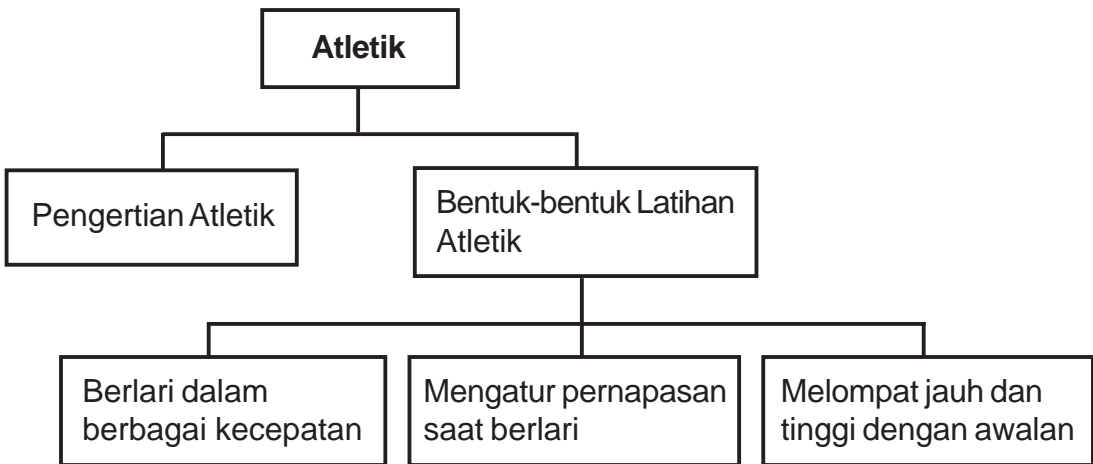 Atletik
Pengertian Atletik
Bentuk-bentuk Latihan
Atletik
Berlari dalam
berbagai kecepatan
Mengatur pernapasan
saat berlari
Melompat jauh dan
tinggi dengan awalan